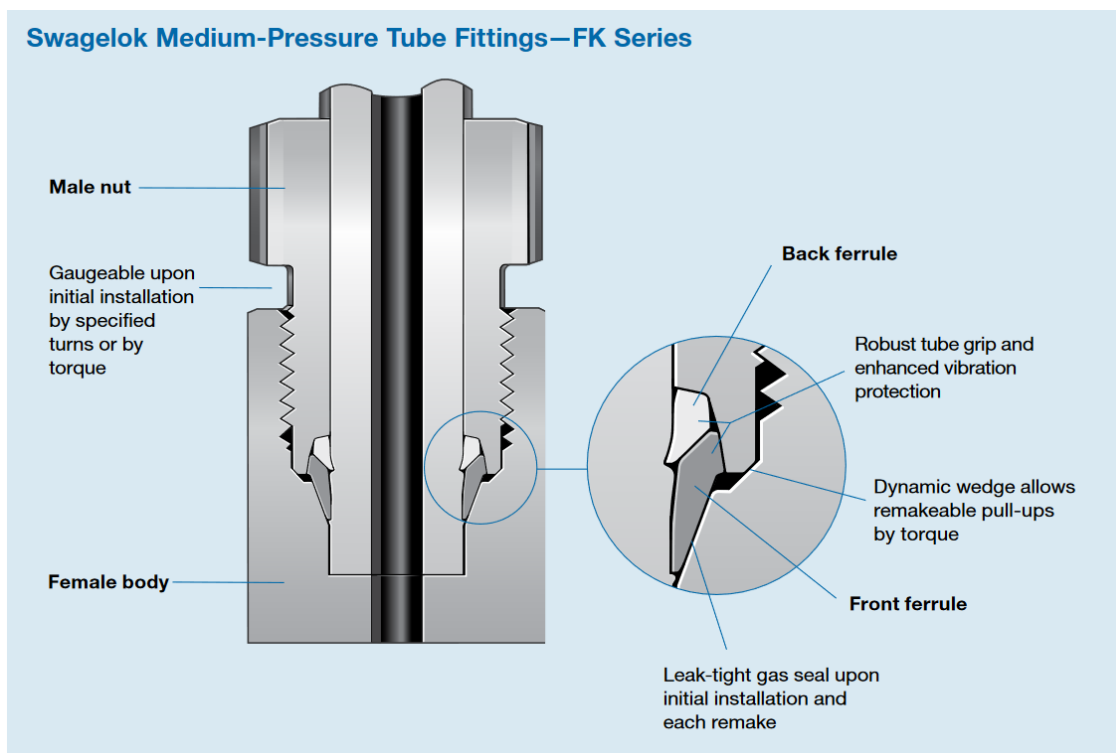 Swagelok Medium-Pressure Tube Fittings—FK Series
Male nut
Gaugeable upon
initial installation
by specified
turns or by
torque
Female body
Back ferrule
Robust tube grip and
enhanced vibration
protection
Dynamic wedge allows
remakeable pull-ups
by torque
Front ferrule
Leak-tight gas seal upon
initial installation and
each remake